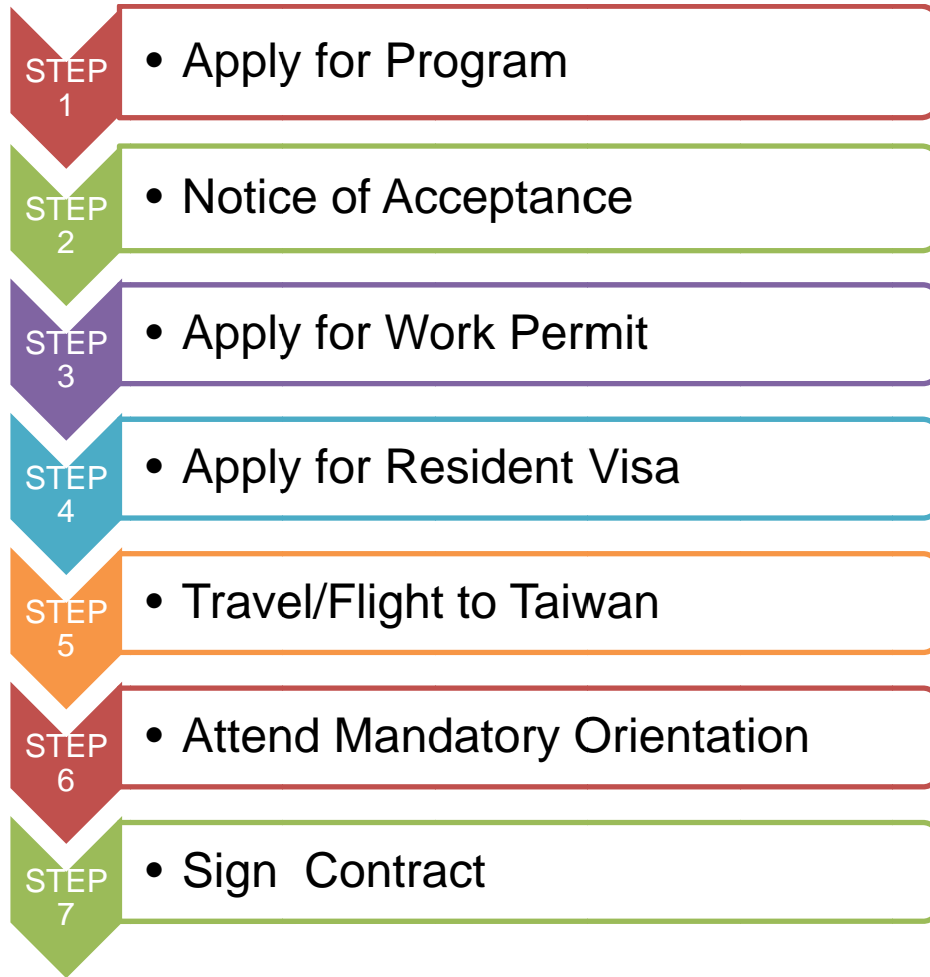 STEP
1
• Apply for Program
STEP
2
• Notice of Acceptance
STEP
3
• Apply for Work Permit
STEP
4
• Apply for Resident Visa
STEP
5
• Travel/Flight to Taiwan
STEP
6
• Attend Mandatory Orientation
STEP
7
• Sign  Contract